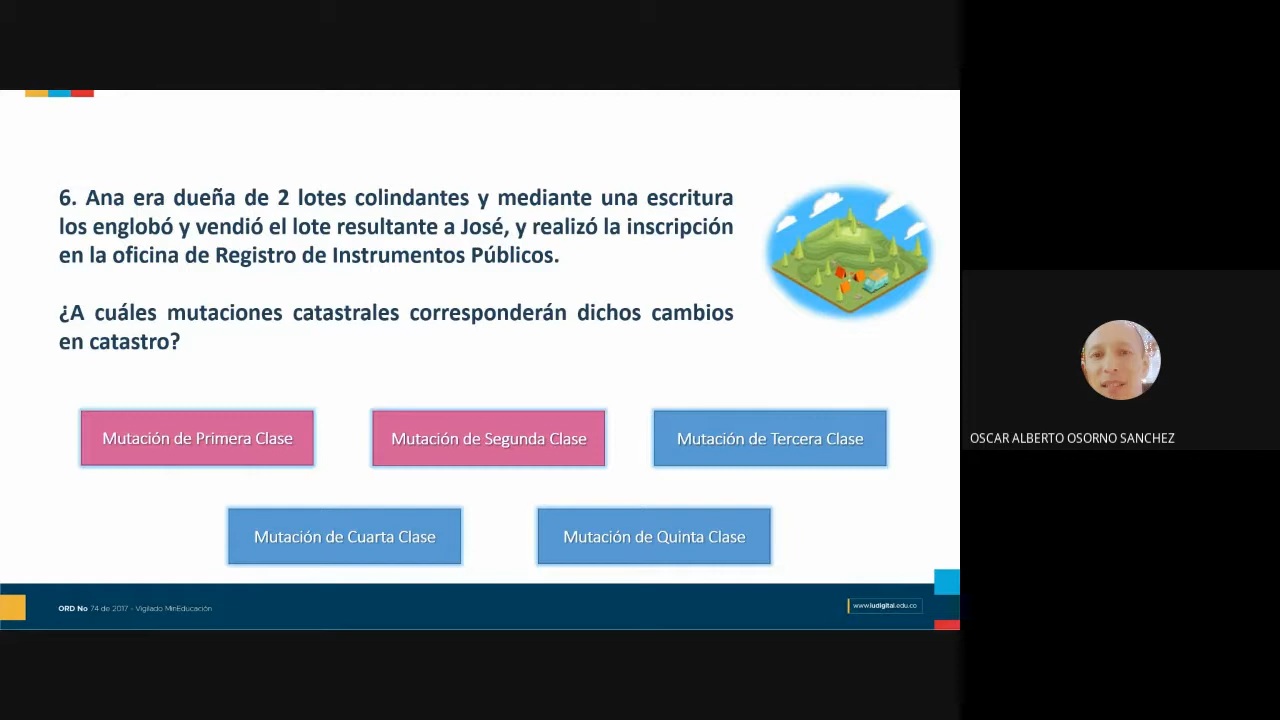 6. Ana era dueña de 2 lotes colindantes y mediante una escritura
los englobó y vendió el lote resultante a José, y realizó la inscripción
en la oficina de Registro de Instrumentos Públicos.
¿A cuáles mutaciones catastrales corresponderán dichos cambios
en catastro?
Mutación de Primera Clase
Mutación de Segunda Clase
Mutación de Tercera Clase
Mutación de Cuarta Clase
Mutación de Quinta Clase
OSCAR ALBERTO OSORNO SANCHEZ
ORD No 74 de 2017 - Vigilado MinEducación
www.iudigital.edu.co